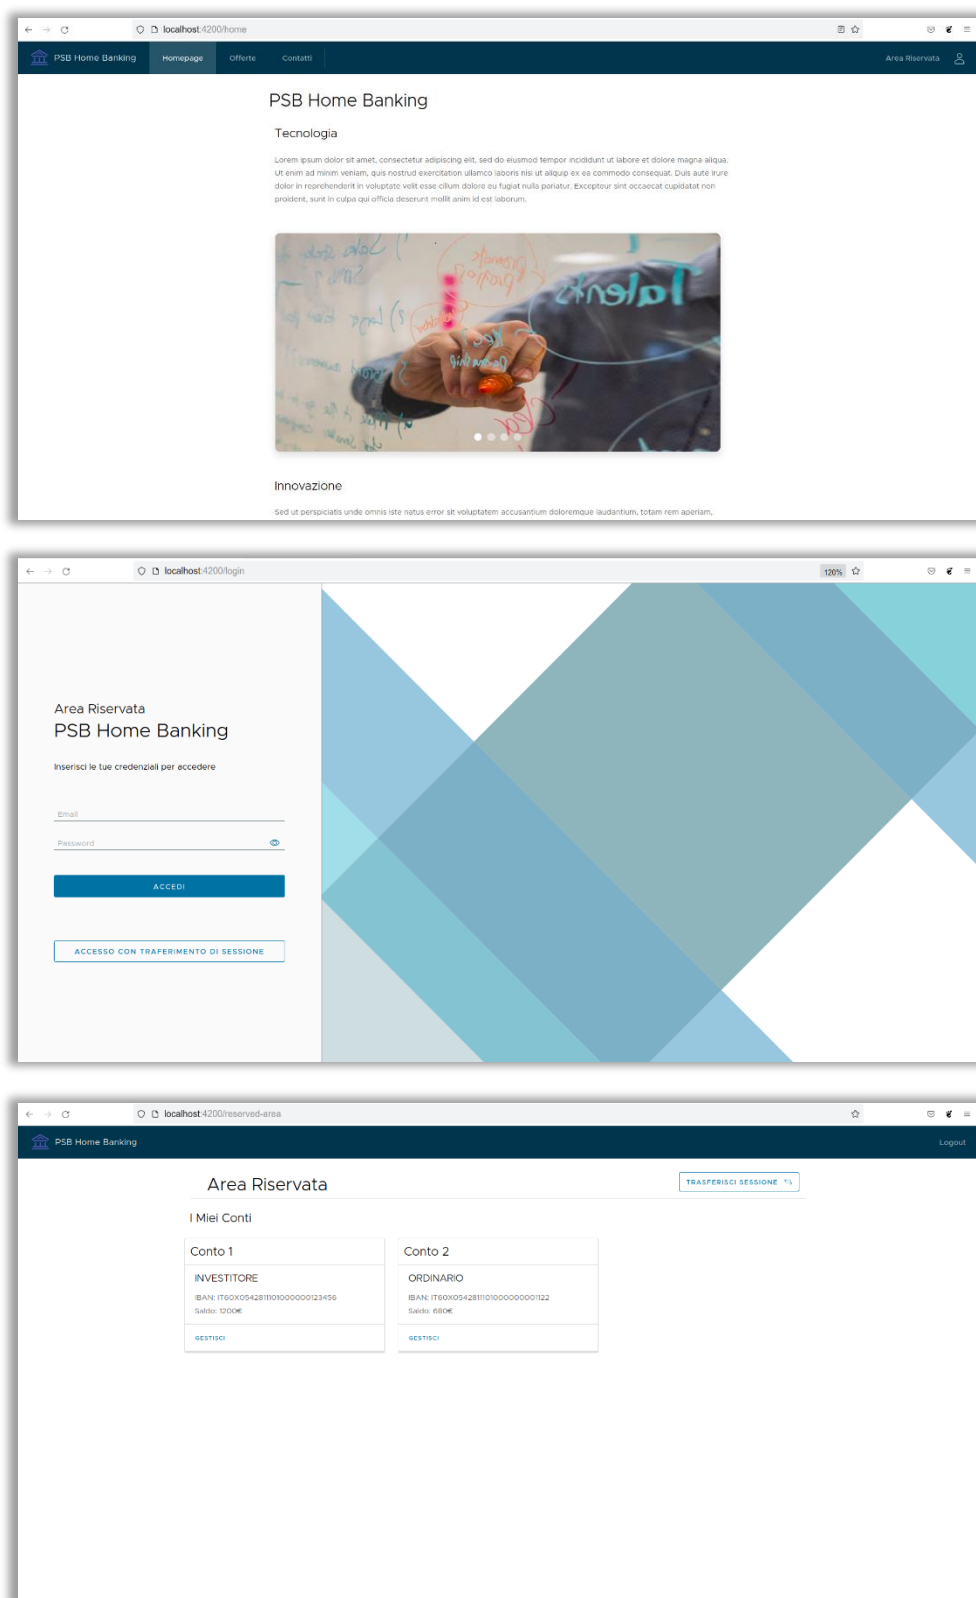 localhost:4200/home
PSB Home Banking
Homepage
Offerte
Contatti
Area Riservata
PSB Home Banking
Tecnologia
Lorem ipsum dolor sit amet, consectetur adipiscing elit, sed do eiusmod tempor incididunt ut labore et dolore magna aliqua.
Ut enim ad minim veniam, quis nostrud exercitation ullamco laboris nisi ut aliquip ex ea commodo consequat. Duis aute irure
dolor in reprehenderit in voluptate velit esse cillum dolore eu fugiat nulla pariatur. Excepteur sint occaecat cupidatat non
proident, sunt in culpa qui officia deserunt mollit anim id est laborum.
Talents
Innovazione
Sed ut perspiciatis unde omnis iste natus error sit voluptatem accusantium doloremque laudantium, totam rem aperiam,
localhost:4200/login
120%
Area Riservata
PSB Home Banking
Inserisci le tue credenziali per accedere
Email
Password
ACCEDI
ACCESSO CON TRAFERIMENTO DI SESSIONE
localhost:4200/reserved-area
PSB Home Banking
Logout
Area Riservata
TRASFERISCI SESSIONE
I Miei Conti
Conto 1
INVESTITORE
IBAN: IT60X0542811101000000123456
Saldo: 1200€
GESTISCI
Conto 2
ORDINARIO
IBAN: IT60X0542811101000000001122
Saldo: 680€
GESTISCI